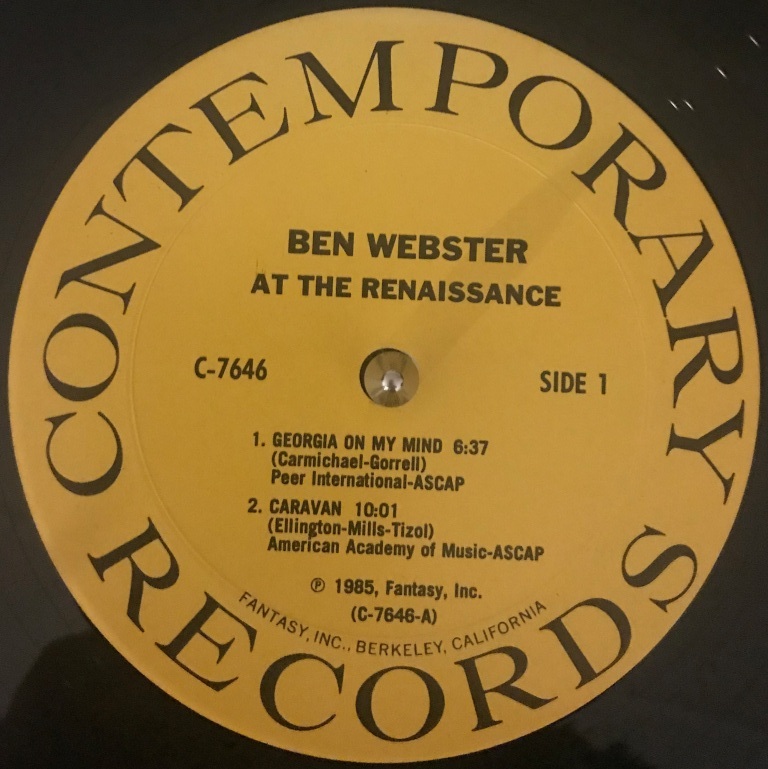 CONTEMPORARY RECORDS
BEN WEBSTER
AT THE RENAISSANCE
C-7646
SIDE 1
1. GEORGIA ON MY MIND 6:37
(Carmichael-Gorrell)
Peer International-ASCAP
2. CARAVAN 10:01
(Ellington-Mills-Tizol)
American Academy of Music-ASCAP
℗ 1985, Fantasy, Inc.
(C-7646-A)
FANTASY, INC., BERKELEY, CALIFORNIA